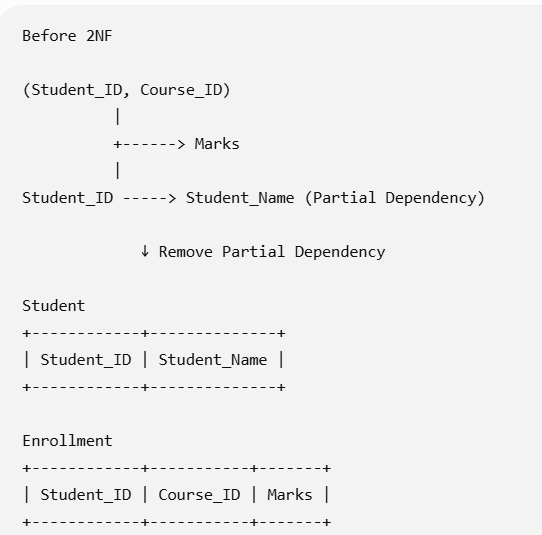 Before 2NF
(Student_ID, Course_ID)
|
+------> Marks
|
Student_ID -----> Student_Name (Partial Dependency)
↓ Remove Partial Dependency
Student
+------------+--------------+
| Student_ID | Student_Name |
+------------+--------------+
Enrollment
+------------+-----------+-------+
| Student_ID | Course_ID | Marks |
+------------+-----------+-------+